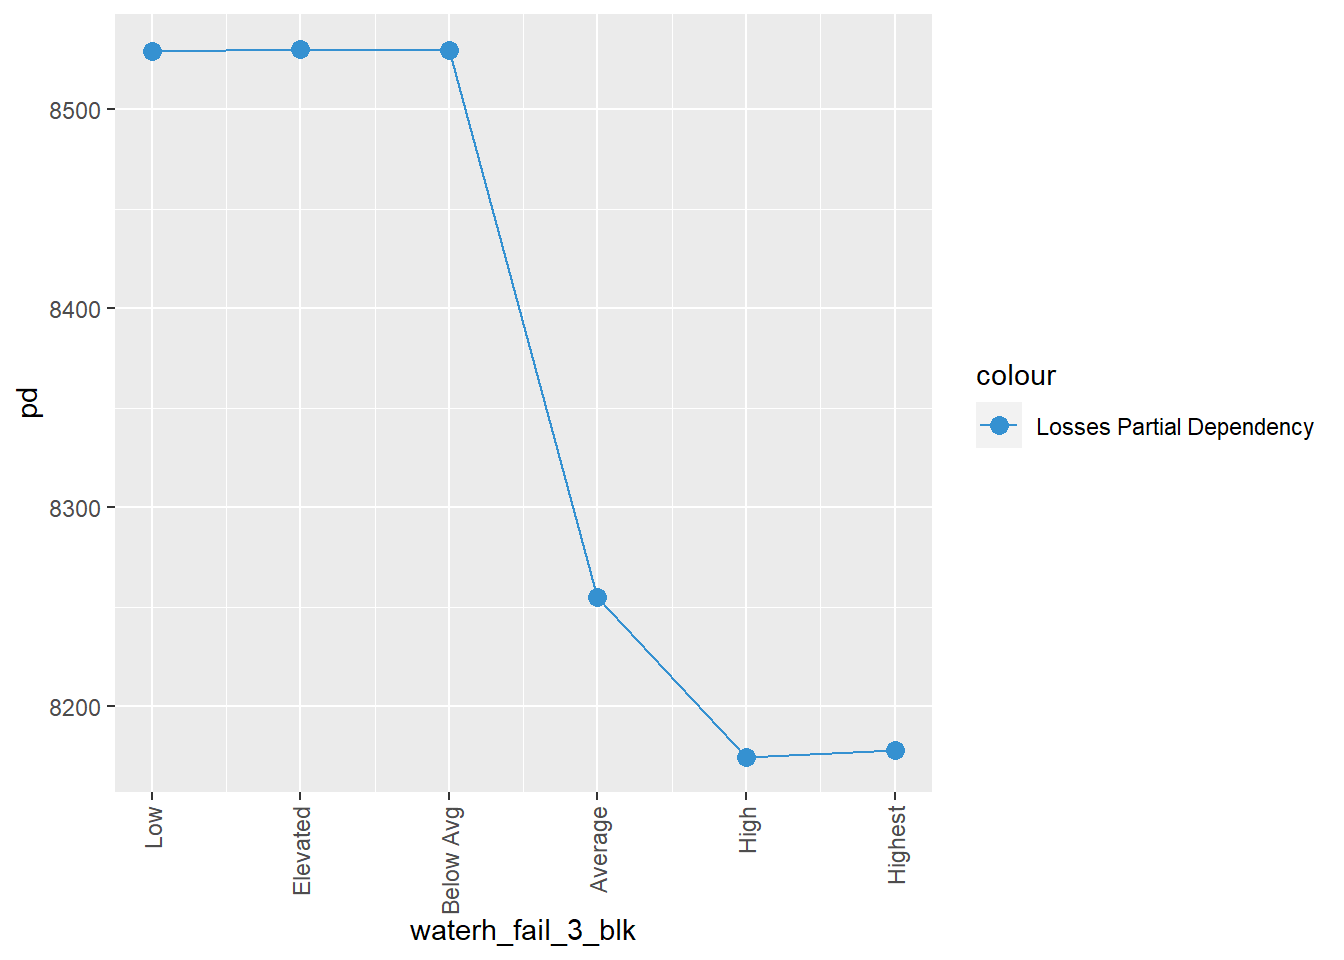 8500
8400
8300
8200
pd
Low
Elevated
Below Avg
Average
High
Highest
waterh_fail_3_blk
colour
Losses Partial Dependency